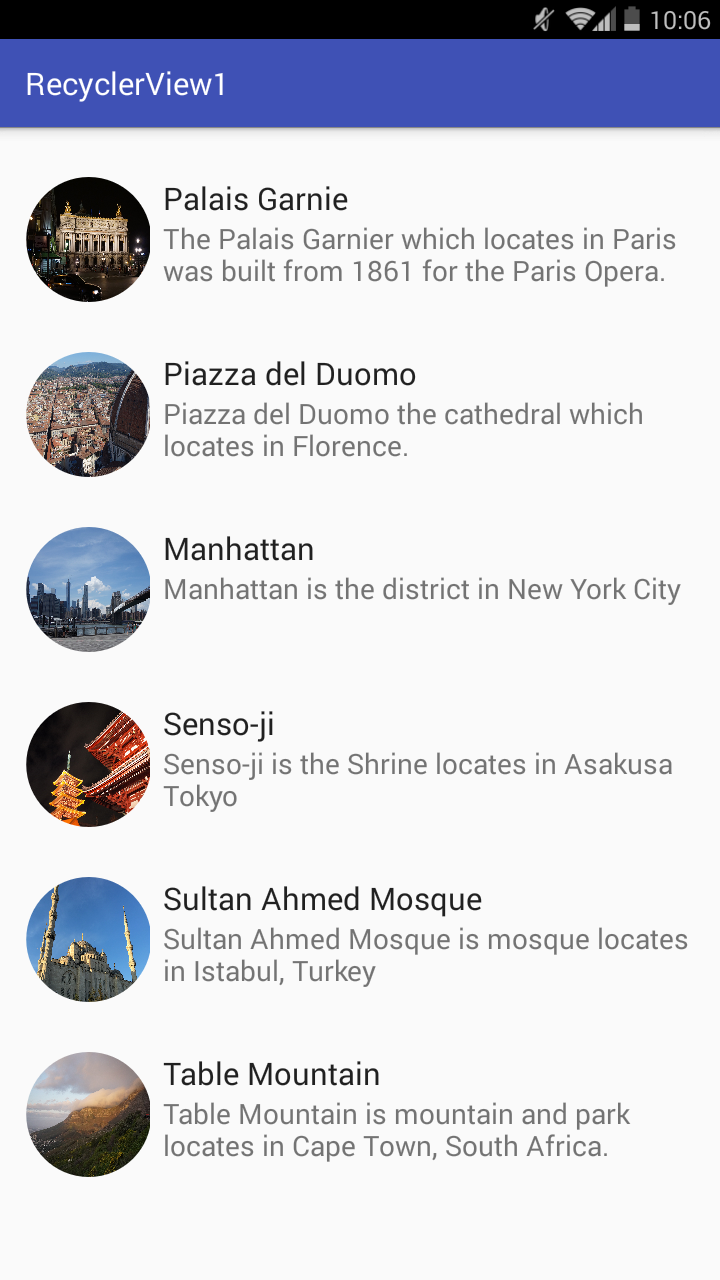 10:06
RecyclerView1
Palais Garnie
The Palais Garnier which locates in Paris
was built from 1861 for the Paris Opera.
Piazza del Duomo
Piazza del Duomo the cathedral which
locates in Florence.
Manhattan
Manhattan is the district in New York City
Senso-ji
Senso-ji is the Shrine locates in Asakusa
Tokyo
Sultan Ahmed Mosque
Sultan Ahmed Mosque is mosque locates
in Istabul, Turkey
Table Mountain
Table Mountain is mountain and park
locates in Cape Town, South Africa.